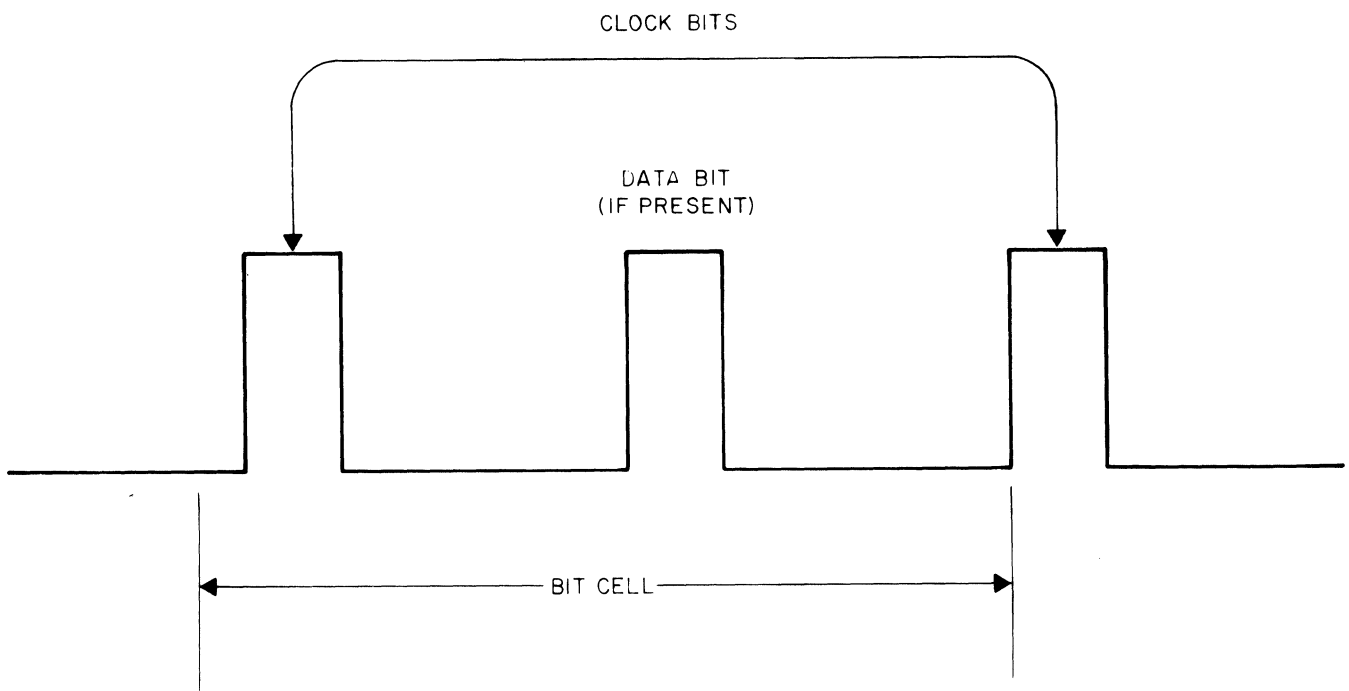 CLOCK BITS
DATA BIT
(IF PRESENT)
BIT CELL